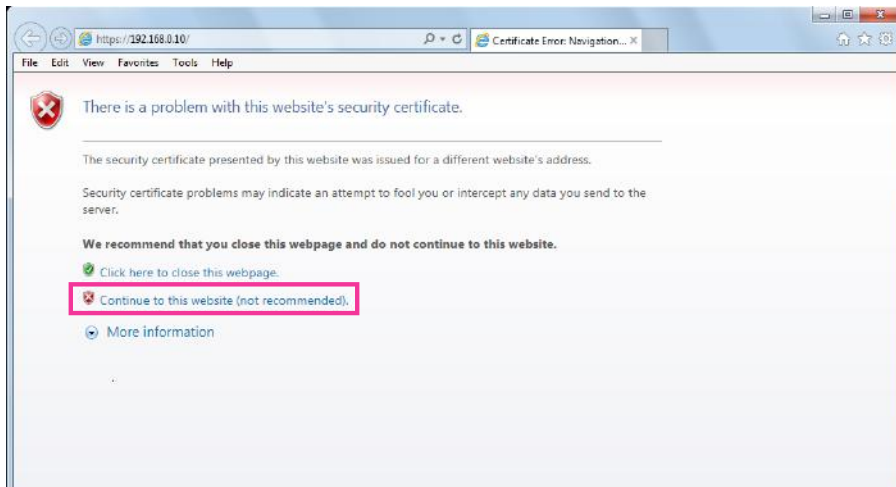 https://192.168.0.10/
Certificate Error: Navigation...
File Edit View Favorites Tools Help
There is a problem with this website's security certificate.
The security certificate presented by this website was issued for a different website's address.
Security certificate problems may indicate an attempt to fool you or intercept any data you send to the
server.
We recommend that you close this webpage and do not continue to this website.
Click here to close this webpage.
Continue to this website (not recommended).
More information